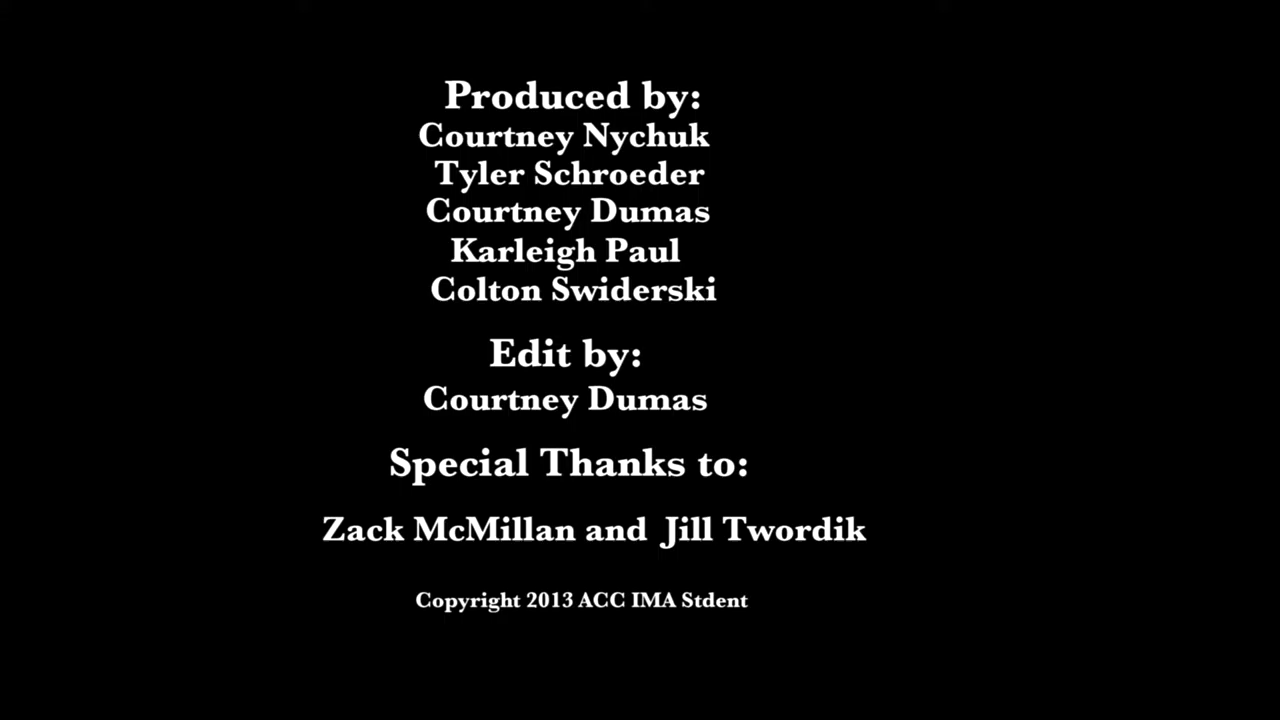 Produced by:
Courtney Nychuk
Tyler Schroeder
Courtney Dumas
Karleigh Paul
Colton Swiderski
Edit by:
Courtney Dumas
Special Thanks to:
Zack McMillan and Jill Twordik
Copyright 2013 ACC IMA Stdent